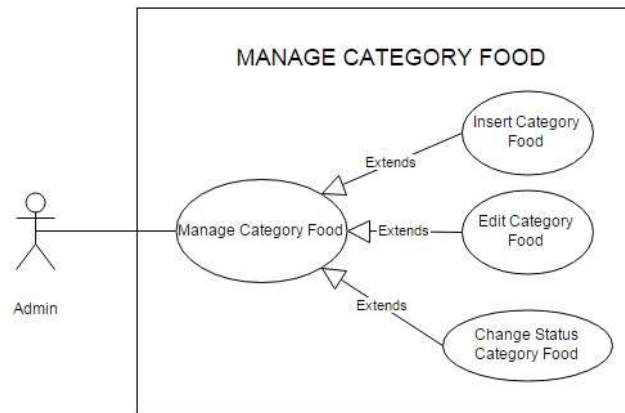 MANAGE CATEGORY FOOD
Insert Category
Food
Extends
Manage Category Food
Extends
Edit Category
Food
Admin
Extends
Change Status
Category Food